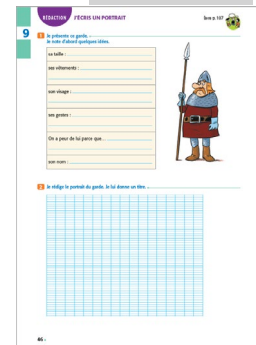 RÉDACTION J'ÉCRIS UN PORTRAIT
livre p. 107
9
1 Je présente ce garde.
Je note d'abord quelques idées.
sa taille :
ses vêtements :
son visage :
ses gestes :
On a peur de lui parce que
son nom :
2 Je rédige le portrait du garde. Je lui donne un titre.
46 -